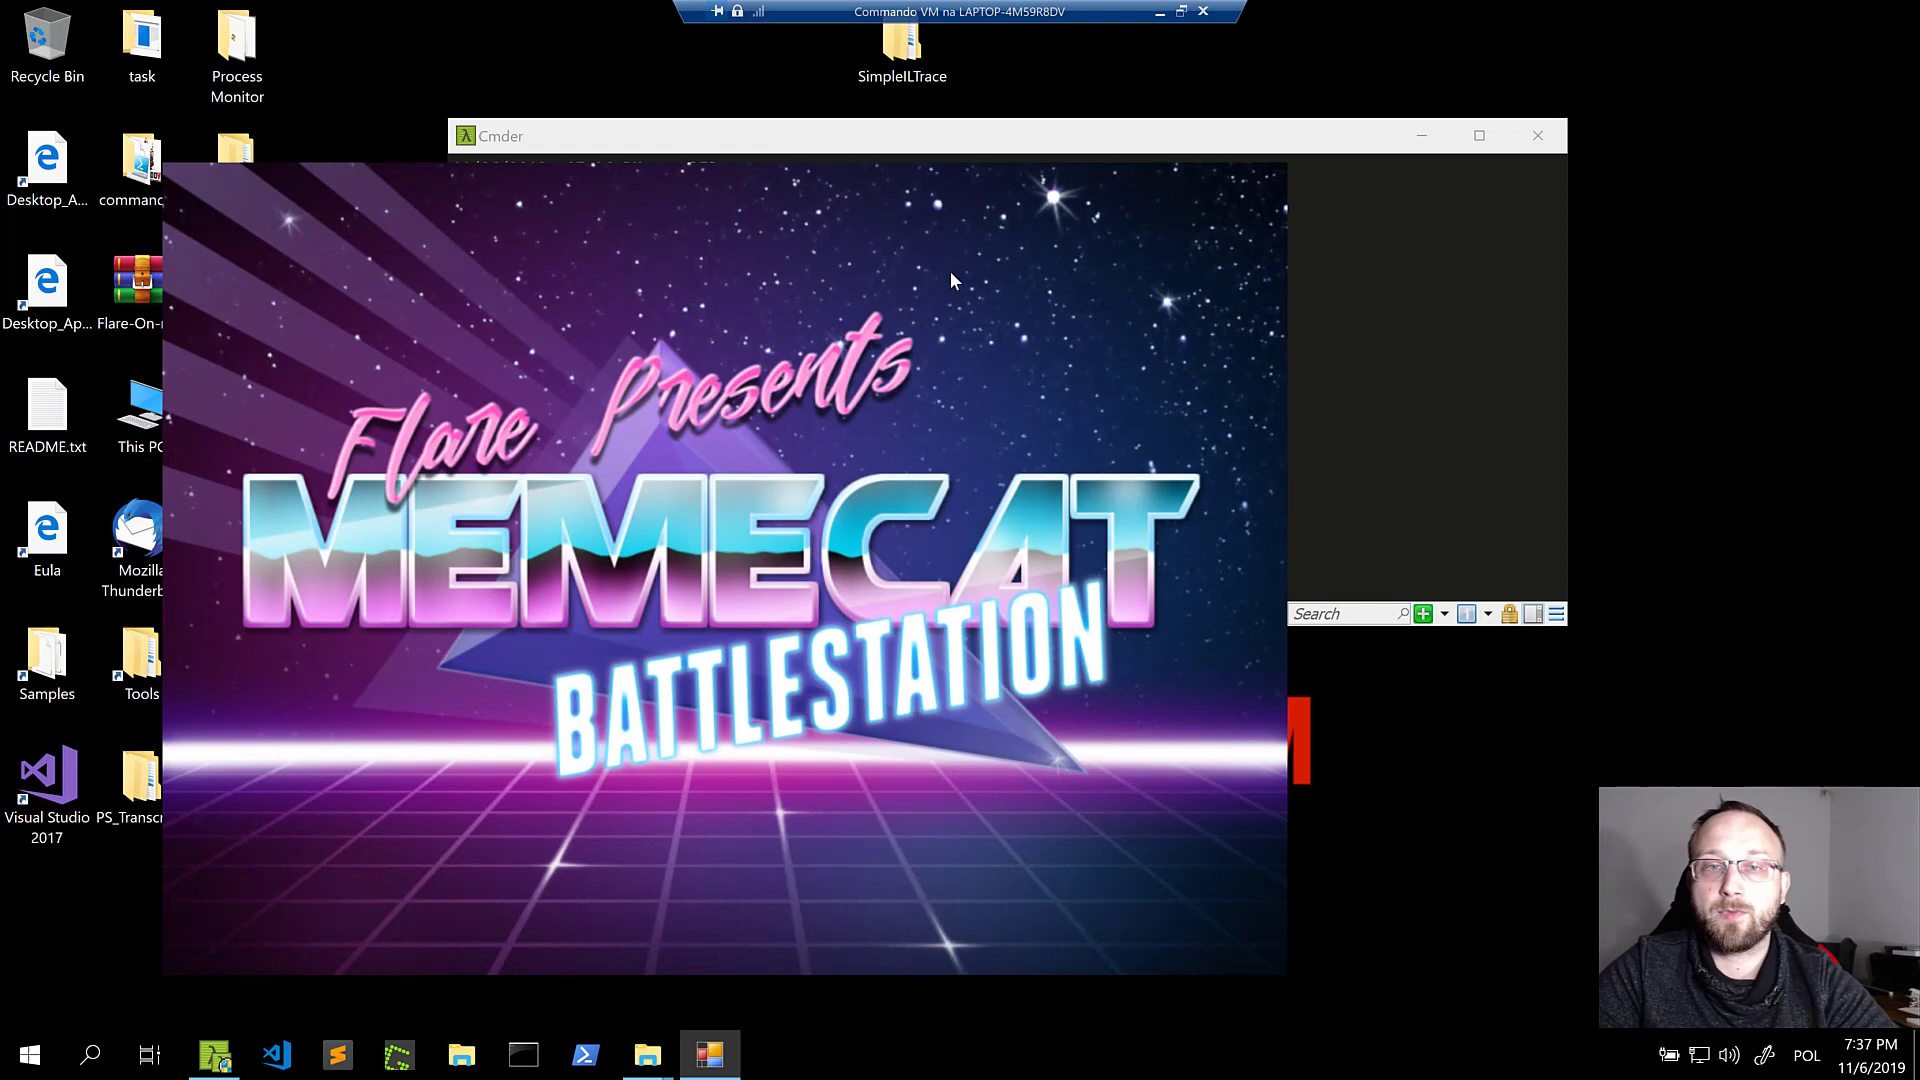 Commando VM na LAPTOP-4M59R8DV
Recycle Bin
task
Process
Monitor
SimpleILTrace
Cmder
Desktop_A...
command
Desktop_Ap...
Flare-On-
README.txt
This PC
Eula
Mozilla
Thunderb
Samples
Tools
Visual Studio
2017
PS_Transcr
Flare Presents
MEMECAT
BATTLESTATION
Search
POL
7:37 PM
11/6/2019